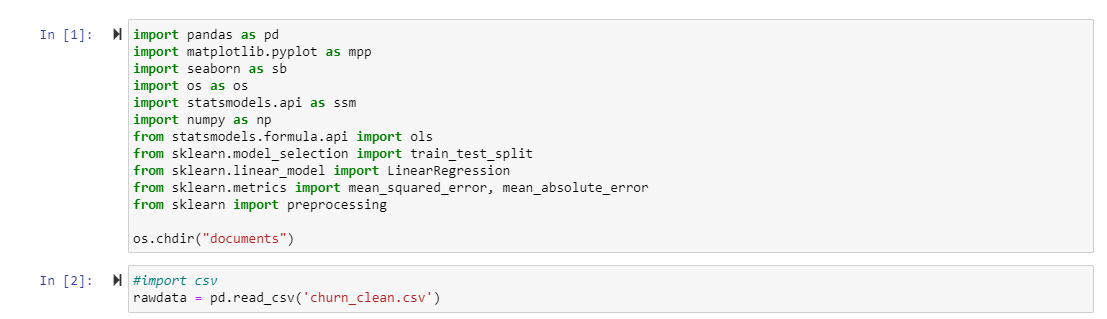 In [1]:
import pandas as pd
import matplotlib.pyplot as mpp
import seaborn as sb
import os as os
import statsmodels.api as ssm
import numpy as np
from statsmodels.formula.api import ols
from sklearn.model_selection import train_test_split
from sklearn.linear_model import LinearRegression
from sklearn.metrics import mean_squared_error, mean_absolute_error
from sklearn import preprocessing
os.chdir("documents")
In [2]:
#import csv
rawdata = pd.read_csv('churn_clean.csv')